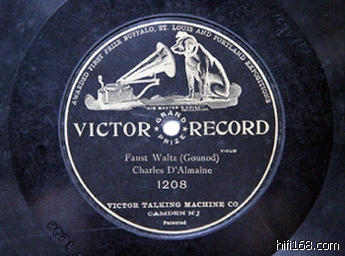 AWARDED FIRST PRIZE BUFFALO, ST. LOUIS AND PORTLAND EXPOSITIONS
"HIS MASTER'S VOICE"
VICTOR GRAND PRIZE RECORD
VIOLIN
Faust Waltz (Gounod)
Charles D'Almaine
1208
VICTOR TALKING MACHINE CO
CAMDEN NJ
Patented
hifi168.com